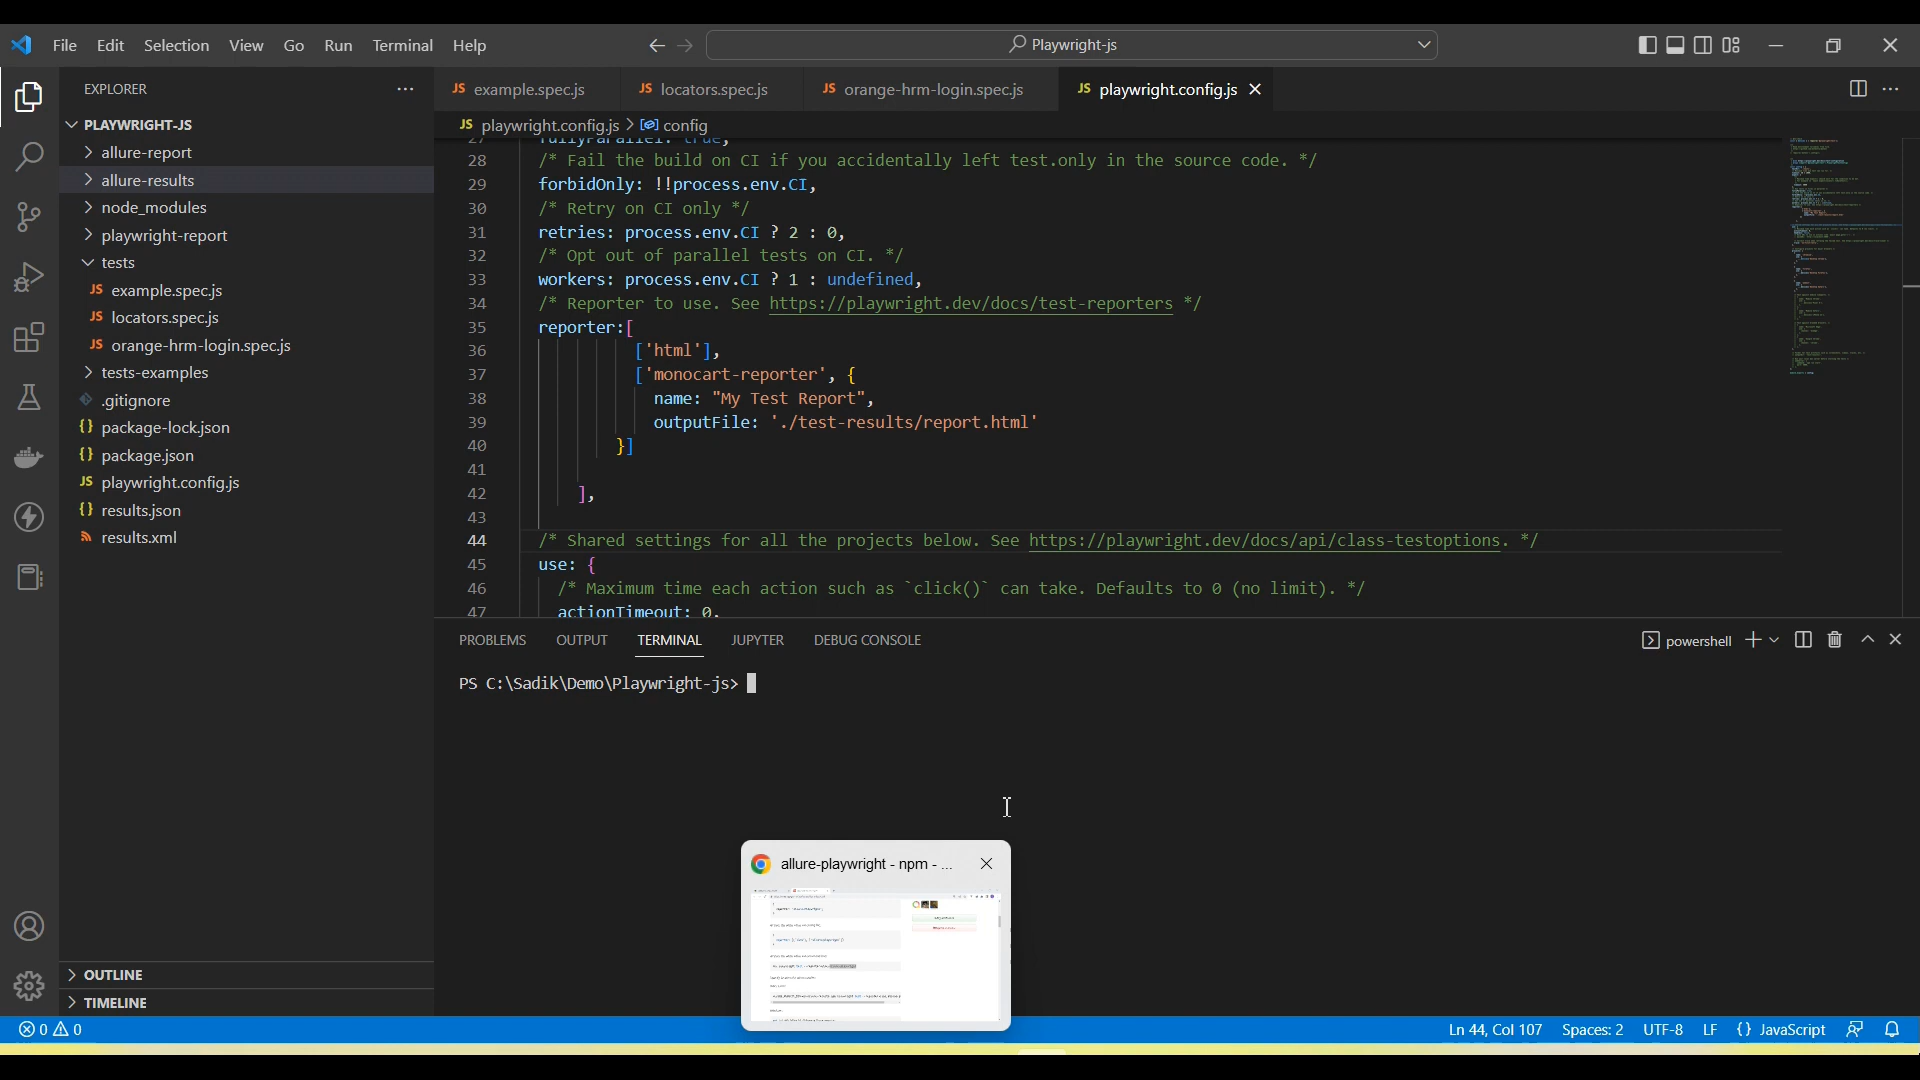 File Edit Selection View Go Run Terminal Help
Playwright-js
EXPLORER
PLAYWRIGHT-JS
allure-report
allure-results
node_modules
playwright-report
tests
JS example.spec.js
JS locators.spec.js
JS orange-hrm-login.spec.js
tests-examples
.gitignore
{} package-lock.json
{} package.json
JS playwright.config.js
{} results.json
results.xml
OUTLINE
TIMELINE
JS example.spec.js JS locators.spec.js JS orange-hrm-login.spec.js JS playwright.config.js
JS playwright.config.js > config
27 fullyParallel: true,
28 /* Fail the build on CI if you accidentally left test.only in the source code. */
29 forbidOnly: !!process.env.CI,
30 /* Retry on CI only */
31 retries: process.env.CI ? 2 : 0,
32 /* Opt out of parallel tests on CI. */
33 workers: process.env.CI ? 1 : undefined,
34 /* Reporter to use. See https://playwright.dev/docs/test-reporters */
35 reporter:[
36 ['html'],
37 ['monocart-reporter', {
38 name: "My Test Report",
39 outputFile: './test-results/report.html'
40 }]
41
42 ],
43
44 /* Shared settings for all the projects below. See https://playwright.dev/docs/api/class-testoptions. */
45 use: {
46 /* Maximum time each action such as `click()` can take. Defaults to 0 (no limit). */
47 actionTimeout: 0,
PROBLEMS OUTPUT TERMINAL JUPYTER DEBUG CONSOLE
powershell
PS C:\Sadik\Demo\Playwright-js>
allure-playwright - npm - ...
0 0
Ln 44, Col 107 Spaces: 2 UTF-8 LF {} JavaScript